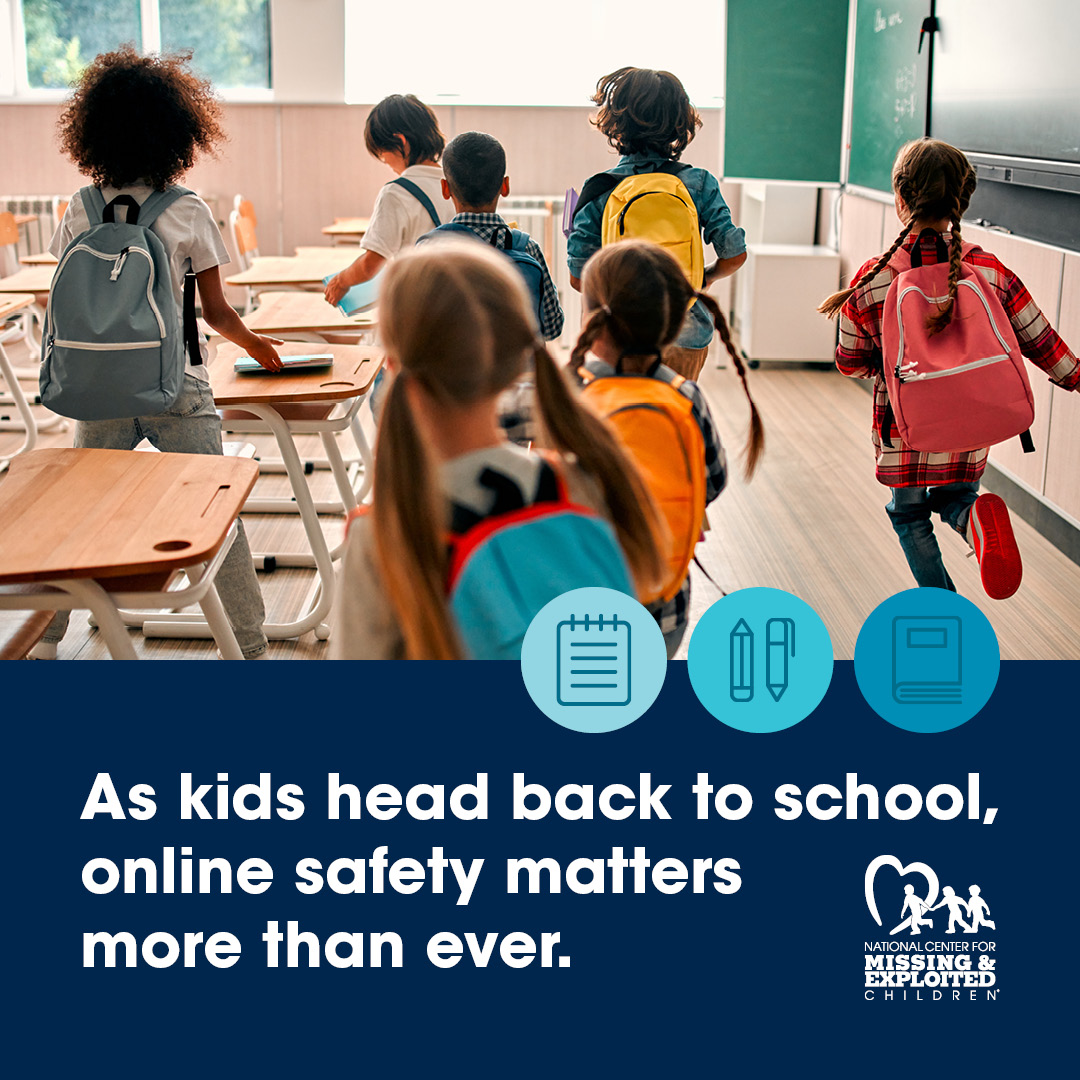 As kids head back to school,
online safety matters
more than ever.
NATIONAL CENTER FOR
MISSING &
EXPLOITED
CHILDREN